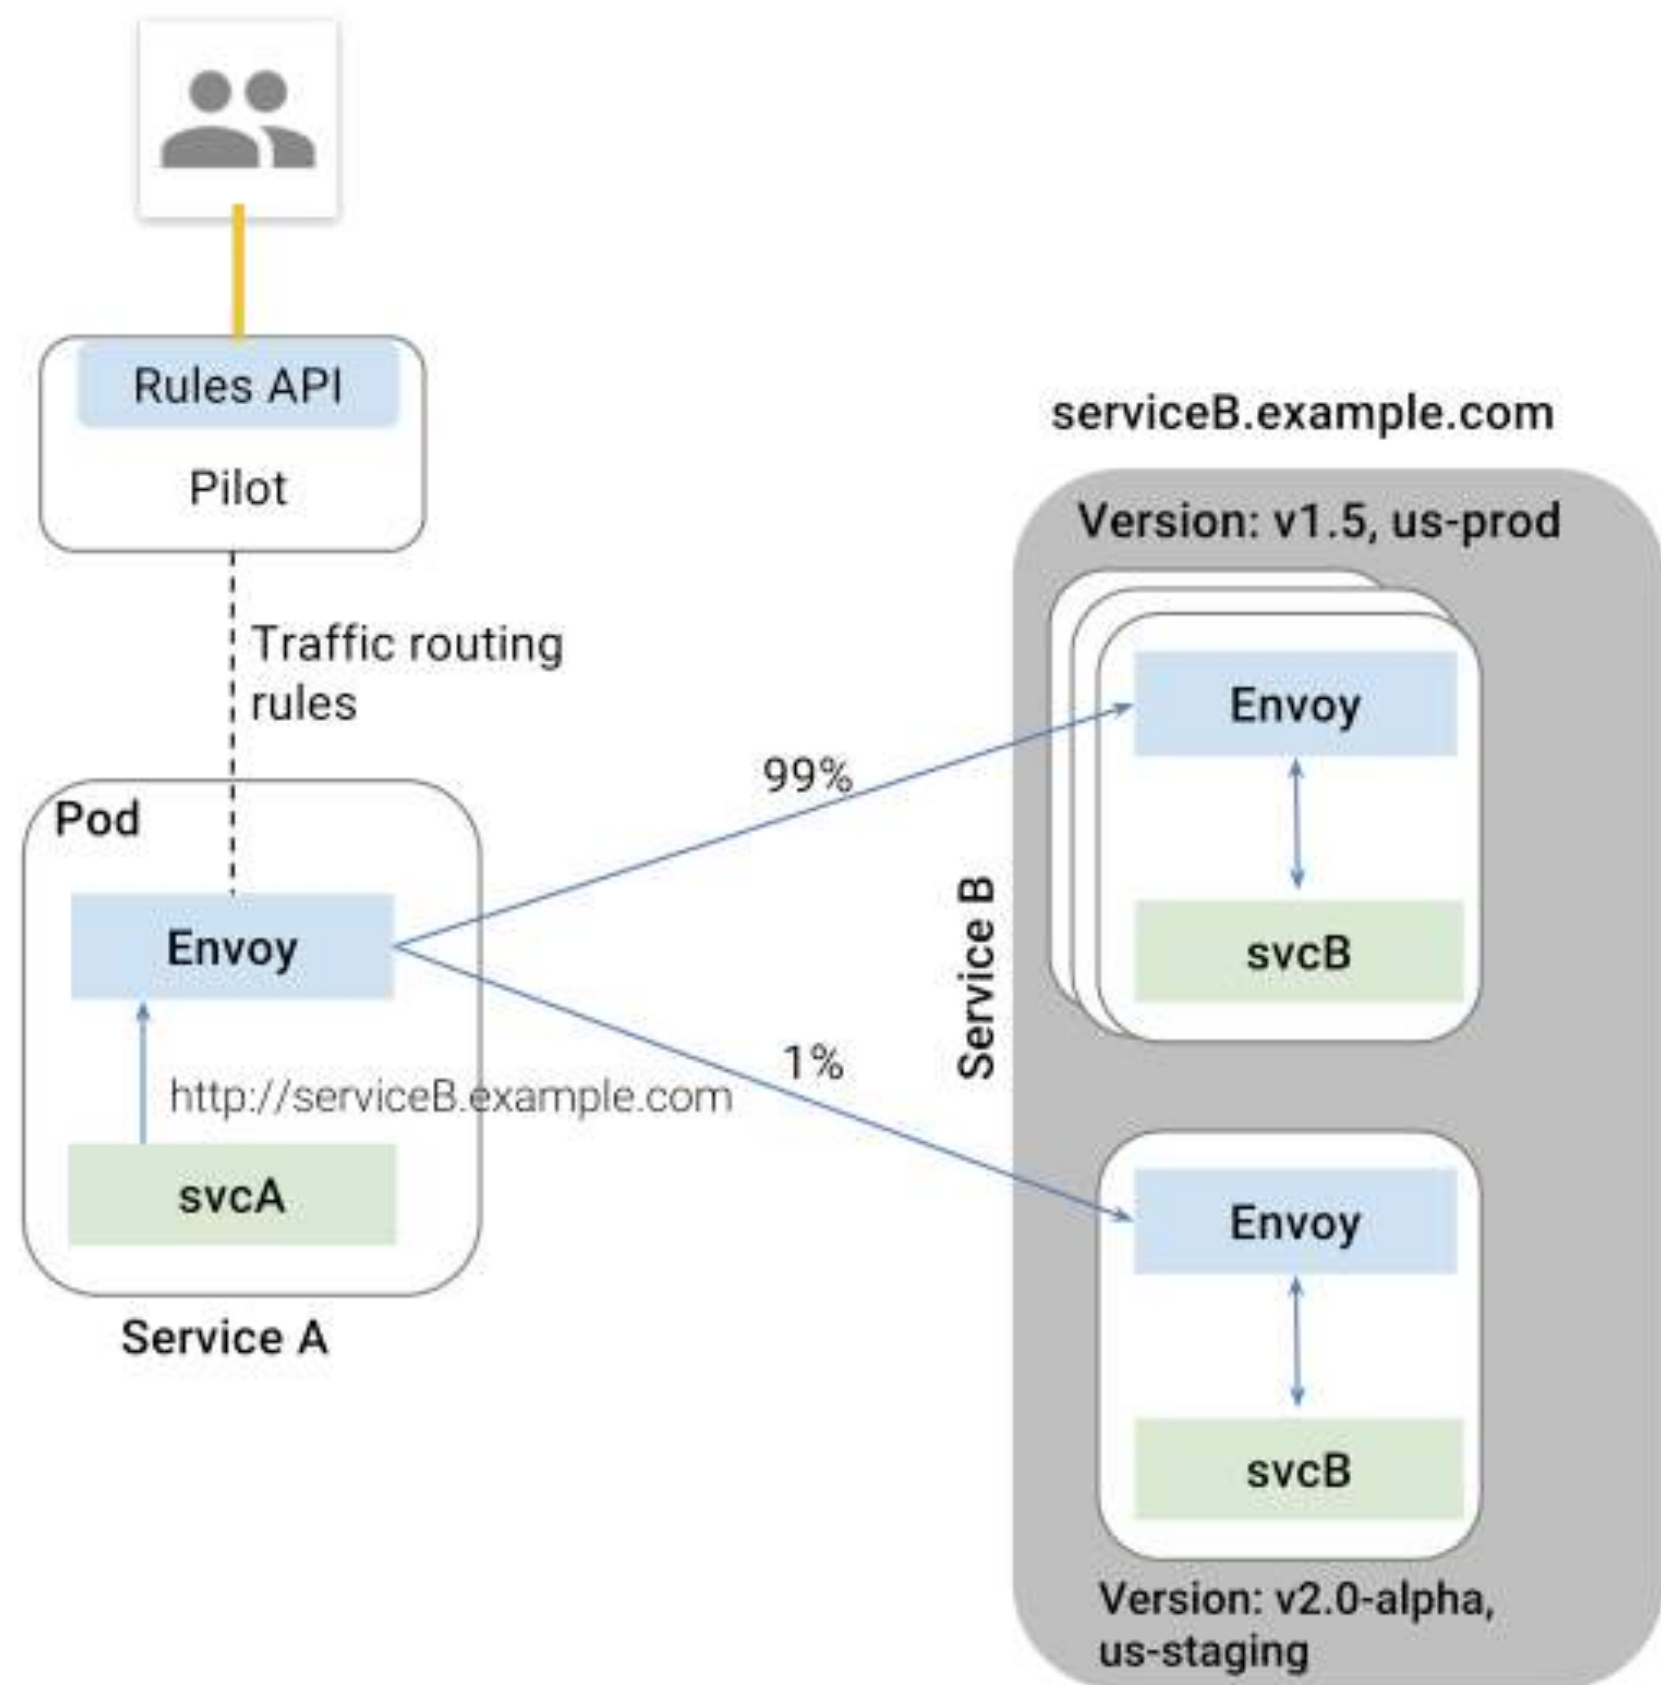 Rules API
Pilot
Traffic routing
rules
Pod
Envoy
http://serviceB.example.com
svcA
Service A
99%
1%
Service B
serviceB.example.com
Version: v1.5, us-prod
Envoy
svcB
Envoy
svcB
Version: v2.0-alpha,
us-staging